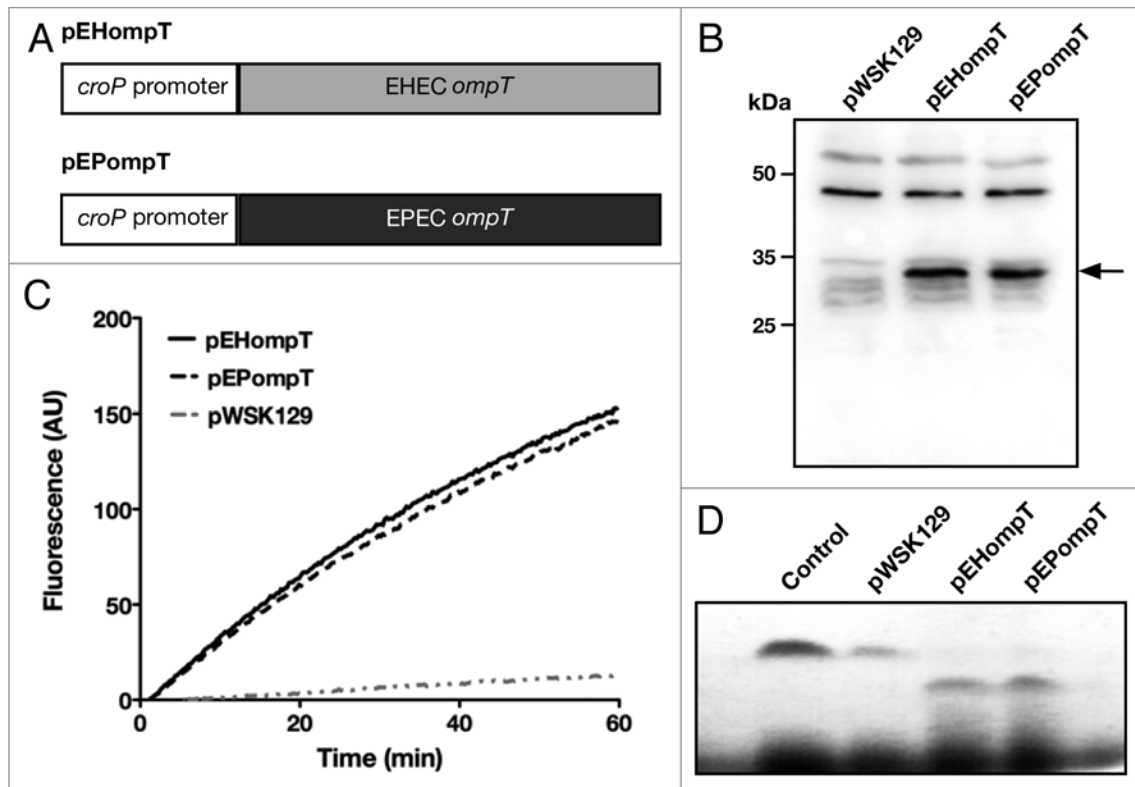 A
pEHompT
croP promoter
EHEC ompT
pEPompT
croP promoter
EPEC ompT
B
pWSK129
pEHompT
pEPompT
kDa
50
35
25
C
200
150
100
50
0
Fluorescence (AU)
pEHompT
pEPompT
pWSK129
0 20 40 60
Time (min)
D
Control
pWSK129
pEHompT
pEPompT